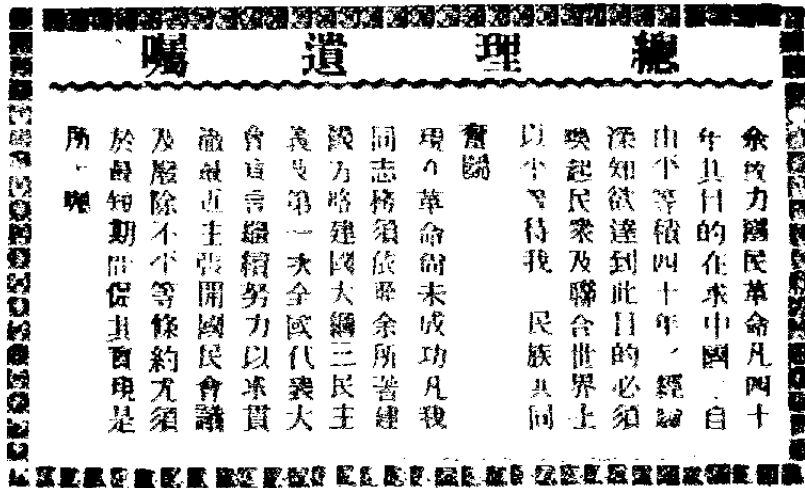 總理遺囑
余致力國民革命凡四十
年其目的在求中國之自
由平等積四十年之經驗
深知欲達到此目的必須
喚起民衆及聯合世界上
以平等待我 民族共同
奮鬭
現在革命尚未成功凡我
同志務須依照余所著建
國方略建國大綱三民主
義及第一次全國代表大
會宣言繼續努力以求貫
澈最近主張開國民會議
及廢除不平等條約尤須
於最短期間促其實現是
所 囑